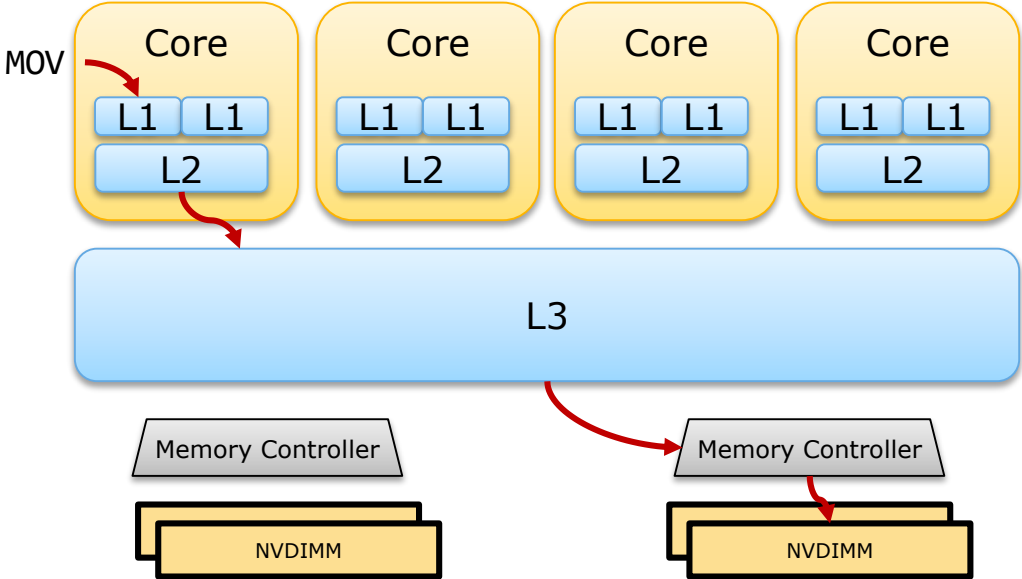 Core Core Core Core
MOV
L1 L1 L1 L1 L1 L1 L1 L1
L2 L2 L2 L2
L3
Memory Controller Memory Controller
NVDIMM NVDIMM